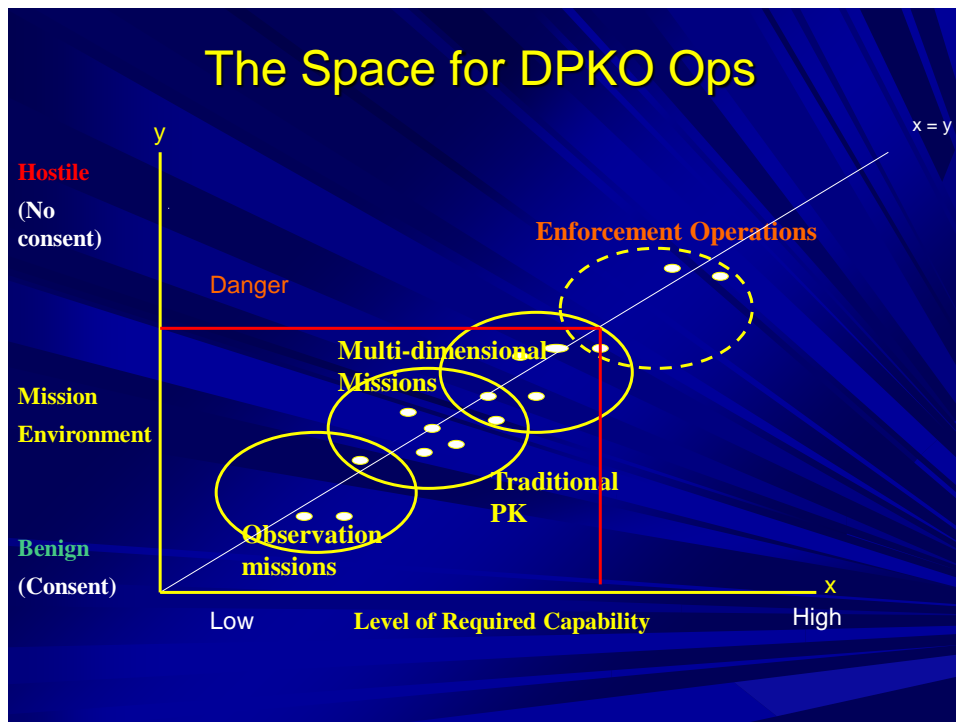 The Space for DPKO Ops
y
x = y
Hostile
(No
consent)
Enforcement Operations
Danger
Multi-dimensional
Missions
Mission
Environment
Traditional
PK
Observation
missions
Benign
(Consent)
x
Low
Level of Required Capability
High